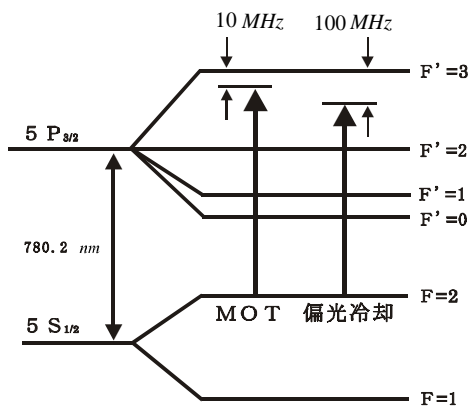 10 MHz 100 MHz
F'=3
5 P3/2
F'=2
F'=1
F'=0
780.2 nm
F=2
MOT 偏光冷却
5 S1/2
F=1